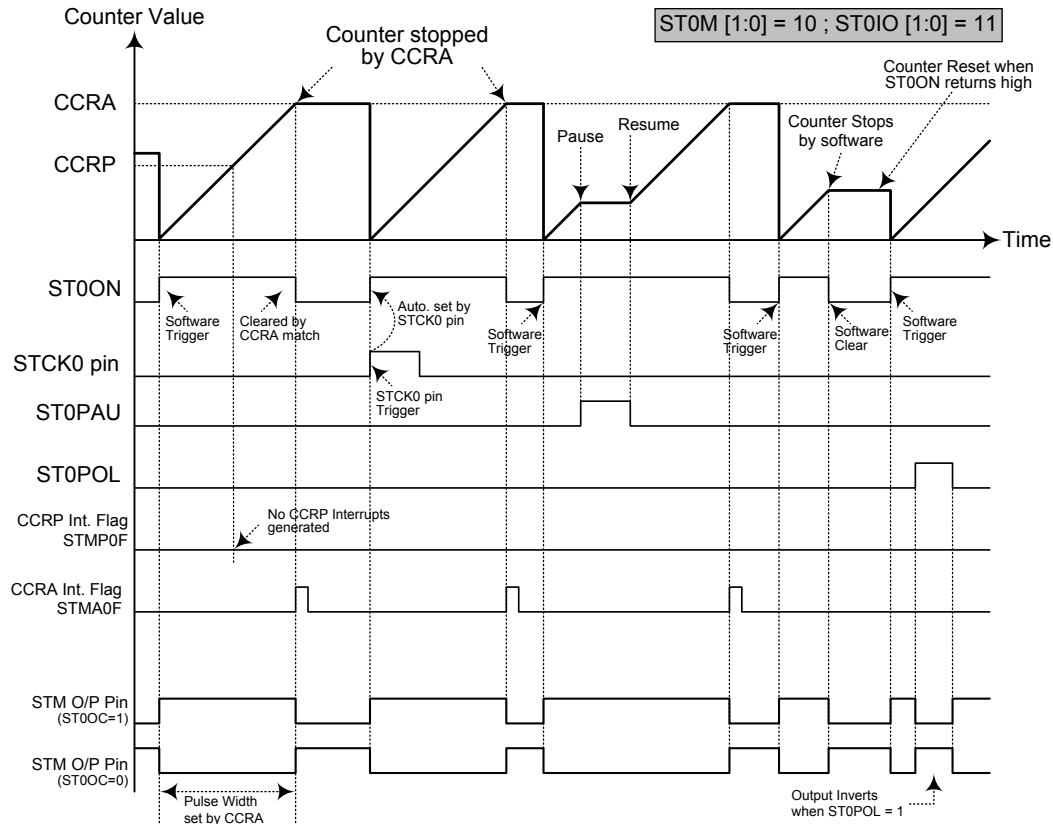 Counter Value
ST0M [1:0] = 10 ; ST0IO [1:0] = 11
Counter stopped
by CCRA
Counter Reset when
ST0ON returns high
CCRA
CCRP
Pause
Resume
Counter Stops
by software
Time
ST0ON
Software
Trigger
Cleared by
CCRA match
Auto. set by
STCK0 pin
Software
Trigger
Software
Trigger
Software
Clear
Software
Trigger
STCK0 pin
STCK0 pin
Trigger
ST0PAU
ST0POL
CCRP Int. Flag
STMP0F
No CCRP Interrupts
generated
CCRA Int. Flag
STMA0F
STM O/P Pin
(ST0OC=1)
STM O/P Pin
(ST0OC=0)
Pulse Width
set by CCRA
Output Inverts
when ST0POL = 1